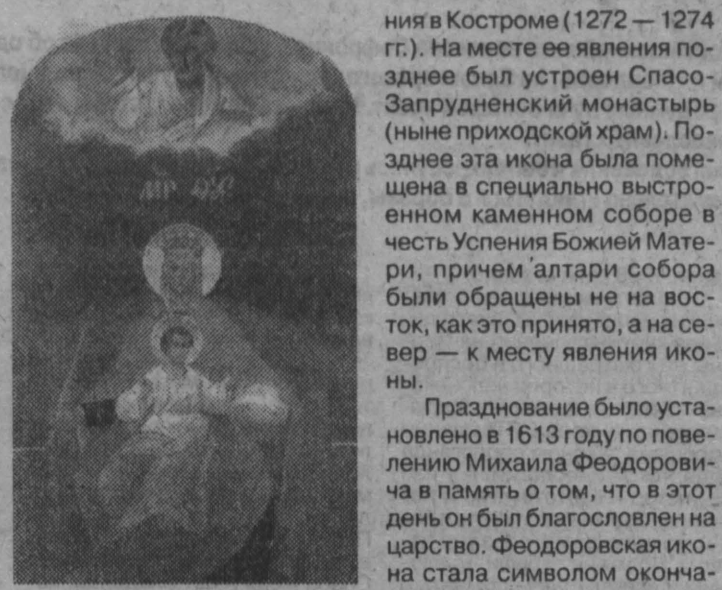 ния в Костроме (1272 — 1274
гг.). На месте ее явления по-
зднее был устроен Спасо-
Запрудненский монастырь
(ныне приходской храм). По-
зднее эта икона была поме-
щена в специально выстро-
енном каменном соборе в
честь Успения Божией Мате-
ри, причем алтари собора
были обращены не на вос-
ток, как это принято, а на се-
вер — к месту явления ико-
ны.
Празднование было уста-
новлено в 1613 году по пове-
лению Михаила Феодорови-
ча в память о том, что в этот
день он был благословлен на
царство. Феодоровская ико-
на стала символом оконча-